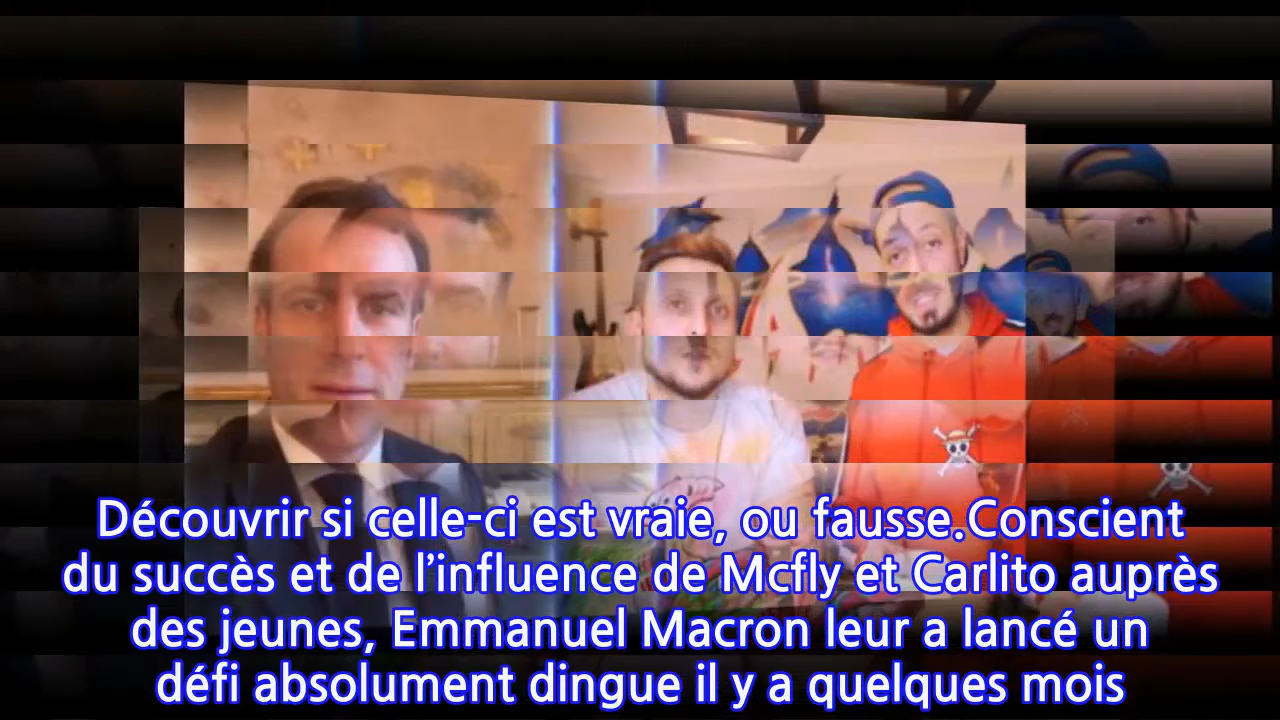 Découvrir si celle-ci est vraie, ou fausse.Conscient
du succès et de l’influence de Mcfly et Carlito auprès
des jeunes, Emmanuel Macron leur a lancé un
défi absolument dingue il y a quelques mois